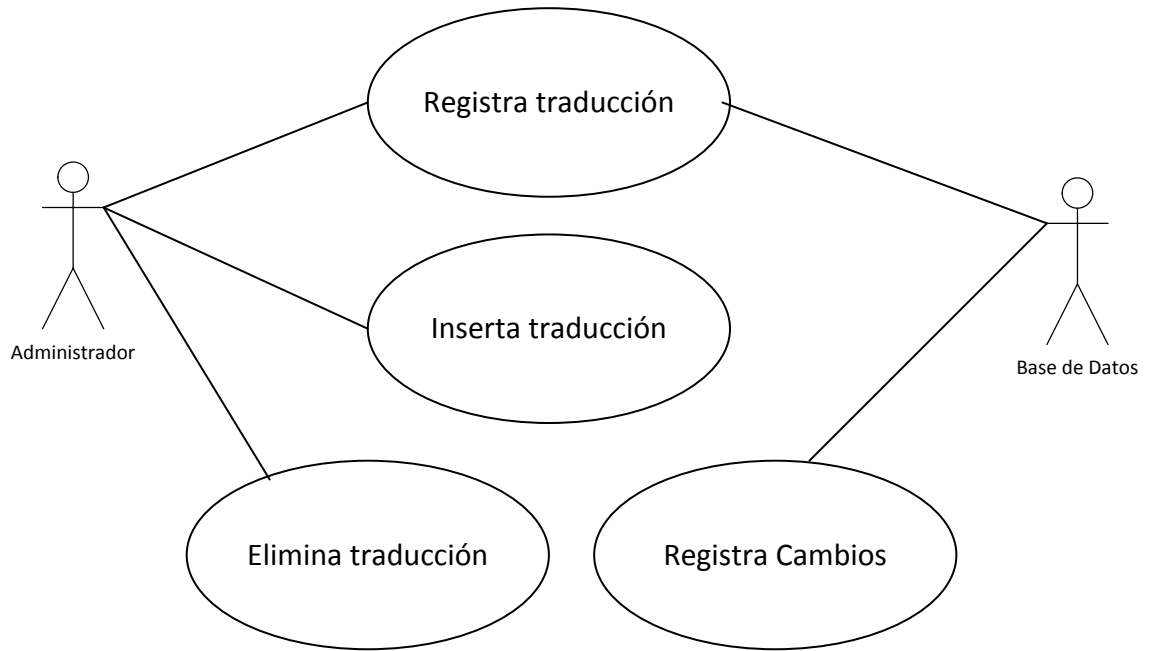 Registra traducción
Inserta traducción
Administrador
Base de Datos
Elimina traducción
Registra Cambios